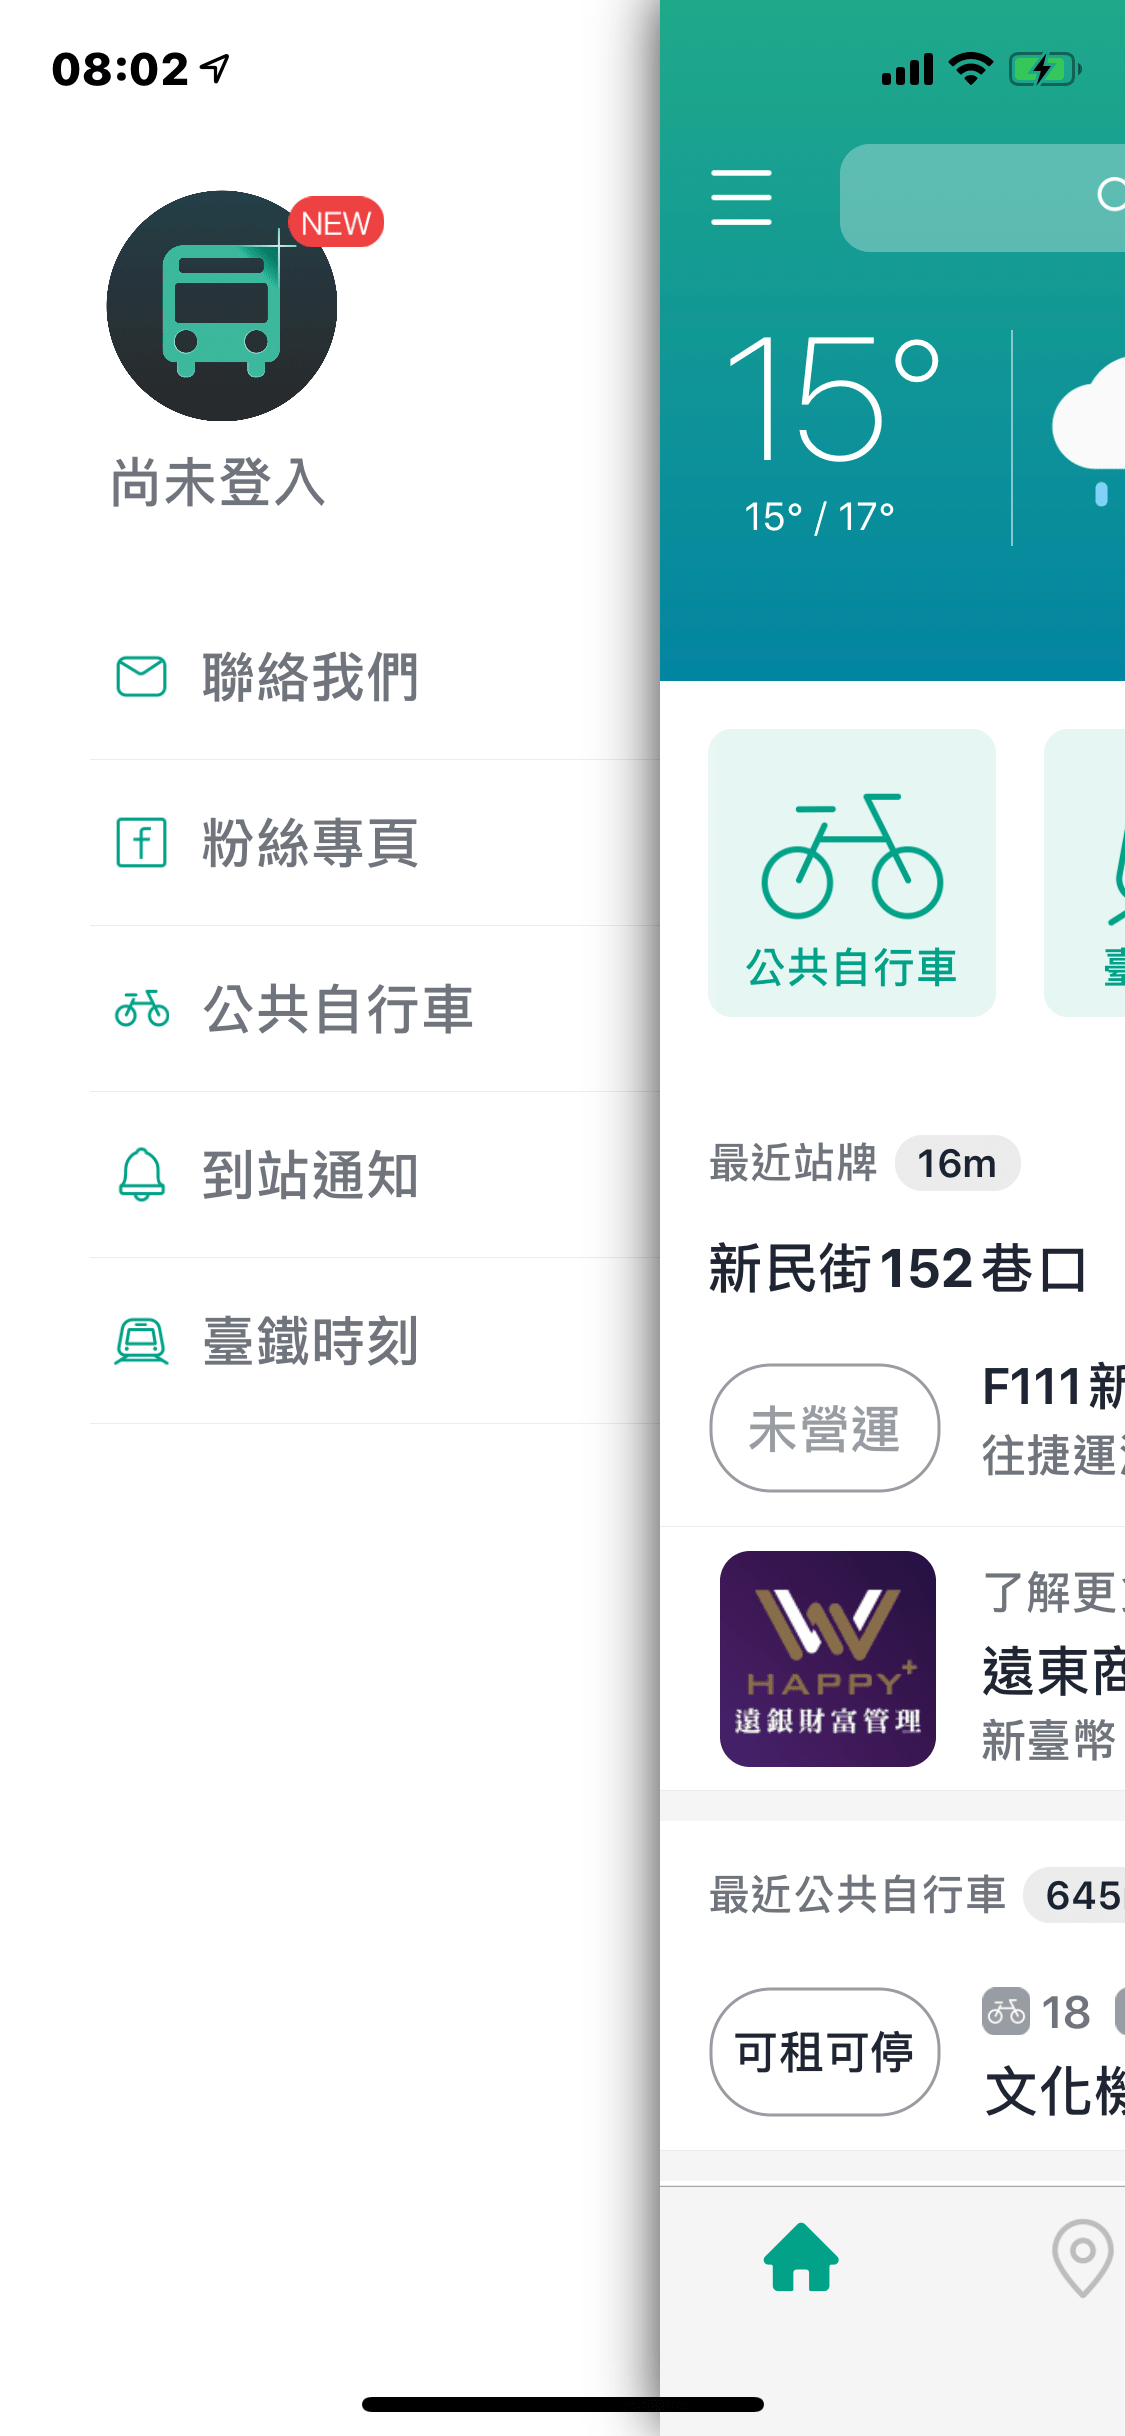 08:02
NEW
尚未登入
聯絡我們
粉絲專頁
公共自行車
到站通知
臺鐵時刻
15°
15° / 17°
公共自行車
臺
最近站牌 16m
新民街152巷口
未營運
F111新
往捷運
HAPPY+
遠銀財富管理
了解更
遠東商
新臺幣
最近公共自行車 645
可租可停
18
文化機